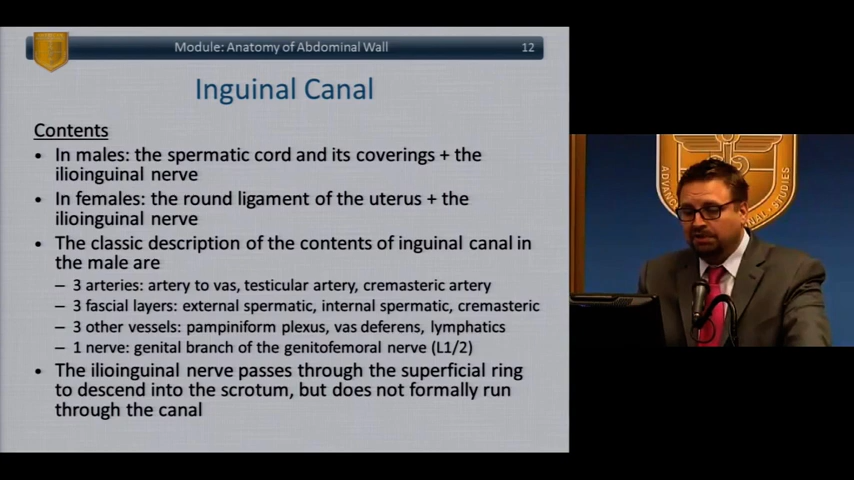 Module: Anatomy of Abdominal Wall 12
Inguinal Canal
Contents
• In males: the spermatic cord and its coverings + the
ilioinguinal nerve
• In females: the round ligament of the uterus + the
ilioinguinal nerve
• The classic description of the contents of inguinal canal in
the male are
– 3 arteries: artery to vas, testicular artery, cremasteric artery
– 3 fascial layers: external spermatic, internal spermatic, cremasteric
– 3 other vessels: pampiniform plexus, vas deferens, lymphatics
– 1 nerve: genital branch of the genitofemoral nerve (L1/2)
• The ilioinguinal nerve passes through the superficial ring
to descend into the scrotum, but does not formally run
through the canal
STUDIES